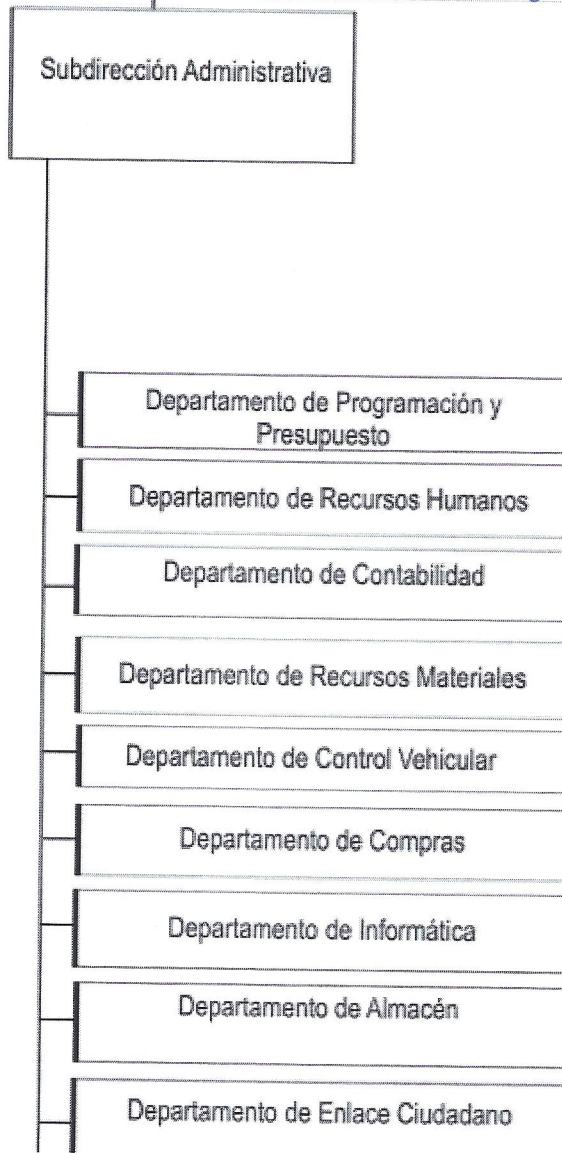 Subdirección Administrativa
Departamento de Programación y
Presupuesto
Departamento de Recursos Humanos
Departamento de Contabilidad
Departamento de Recursos Materiales
Departamento de Control Vehicular
Departamento de Compras
Departamento de Informática
Departamento de Almacén
Departamento de Enlace Ciudadano